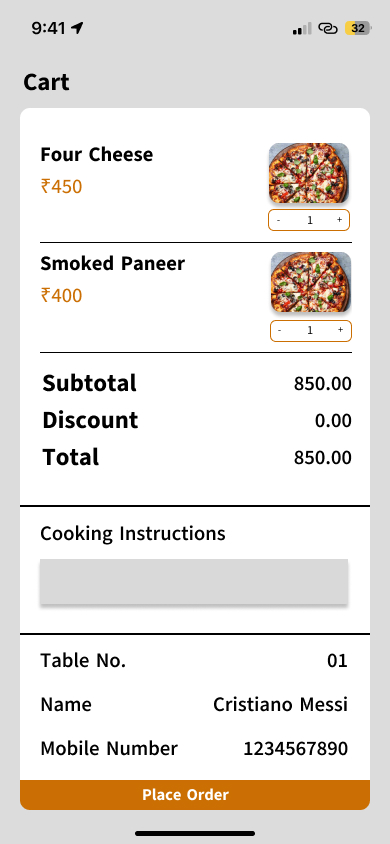 9:41
32
Cart
Four Cheese
₹450
- 1 +
Smoked Paneer
₹400
- 1 +
Subtotal 850.00
Discount 0.00
Total 850.00
Cooking Instructions
Table No. 01
Name Cristiano Messi
Mobile Number 1234567890
Place Order